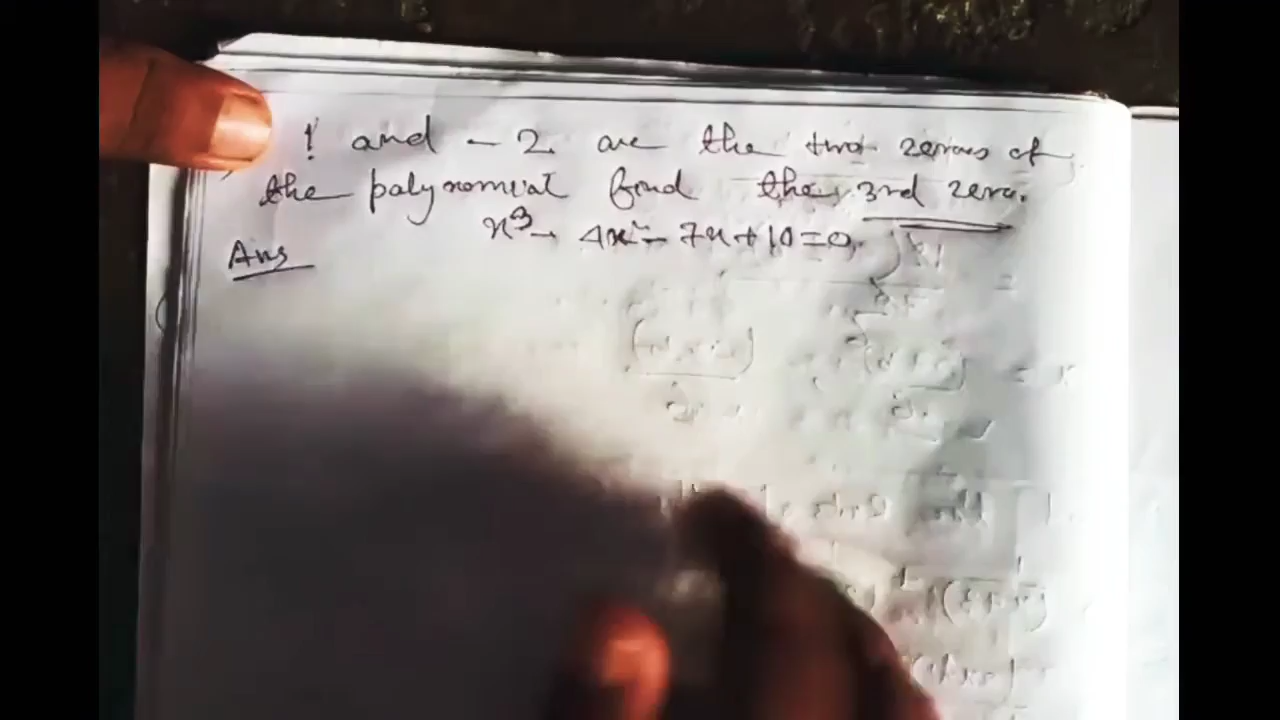 1 and - 2 are the two zeroes of
the polynomial find the 3rd zero.
x³- 4x²- 7x+10=0.
Ans